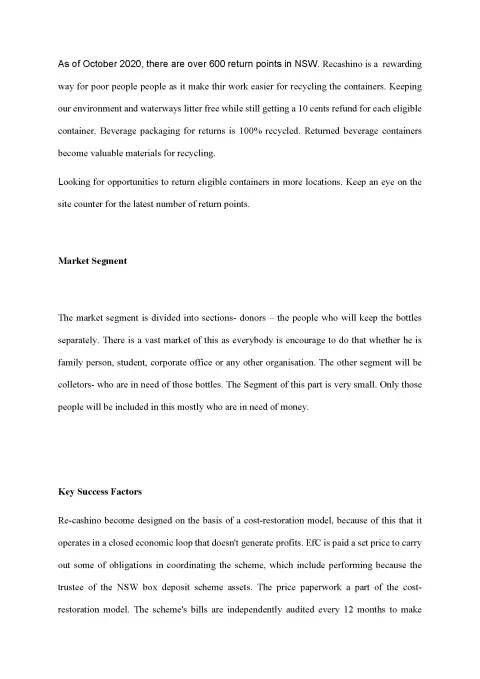 As of October 2020, there are over 600 return points in NSW. Recashino is a rewarding
way for poor people people as it make thir work easier for recycling the containers. Keeping
our environment and waterways litter free while still getting a 10 cents refund for each eligible
container. Beverage packaging for returns is 100% recycled. Returned beverage containers
become valuable materials for recycling.
Looking for opportunities to return eligible containers in more locations. Keep an eye on the
site counter for the latest number of return points.
Market Segment
The market segment is divided into sections- donors – the people who will keep the bottles
separately. There is a vast market of this as everybody is encourage to do that whether he is
family person, student, corporate office or any other organisation. The other segment will be
colletors- who are in need of those bottles. The Segment of this part is very small. Only those
people will be included in this mostly who are in need of money.
Key Success Factors
Re-cashino become designed on the basis of a cost-restoration model, because of this that it
operates in a closed economic loop that doesn't generate profits. EfC is paid a set price to carry
out some of obligations in coordinating the scheme, which include performing because the
trustee of the NSW box deposit scheme assets. The price paperwork a part of the cost-
restoration model. The scheme's bills are independently audited every 12 months to make